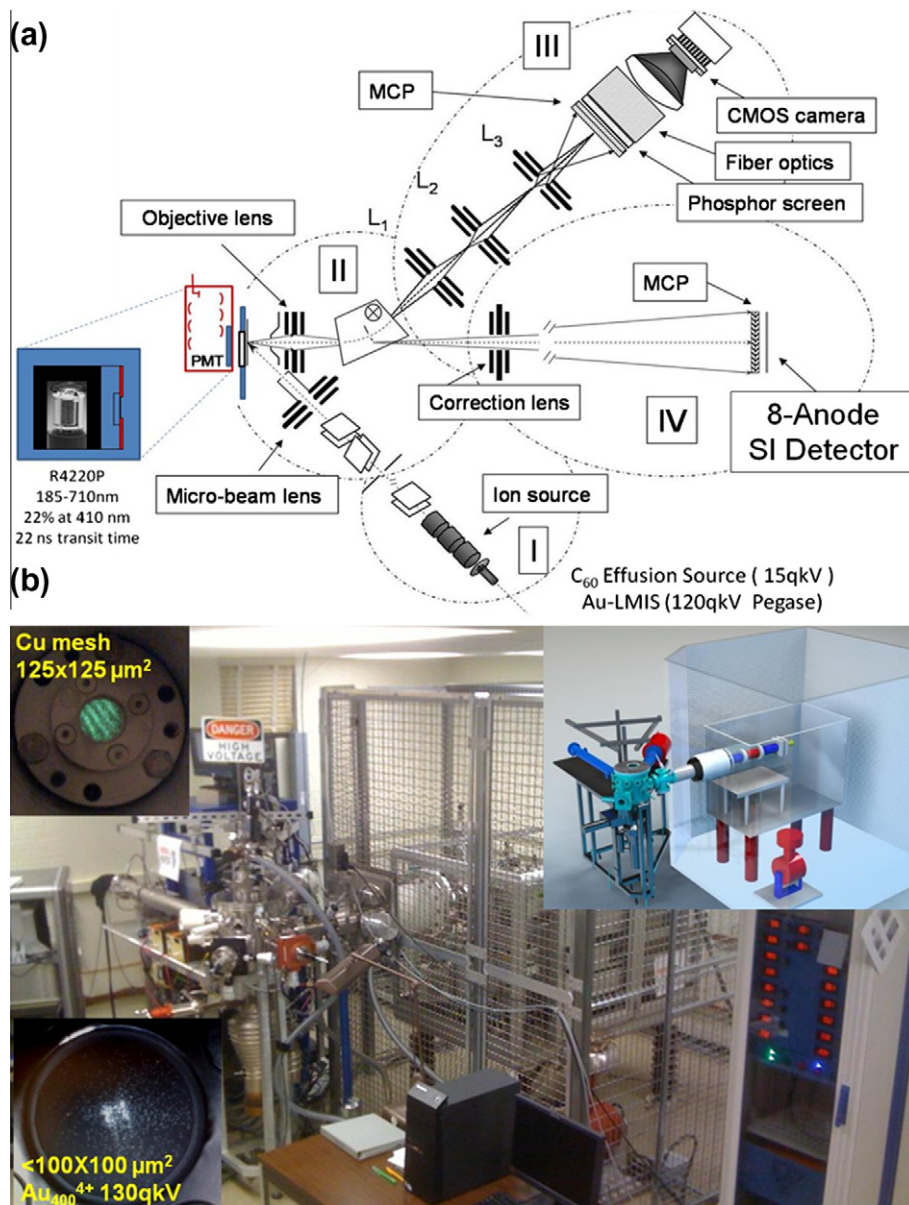 (a)
III
MCP
CMOS camera
L3
Fiber optics
L2
Phosphor screen
Objective lens
L1
II
MCP
PMT
Correction lens
IV
8-Anode
SI Detector
R4220P
185-710nm
22% at 410 nm
22 ns transit time
Micro-beam lens
Ion source
I
C60 Effusion Source ( 15qkV )
Au-LMIS (120qkV Pegase)
(b)
Cu mesh
125x125 µm²
DANGER
HIGH
VOLTAGE
<100X100 µm²
Au400⁴⁺ 130qkV